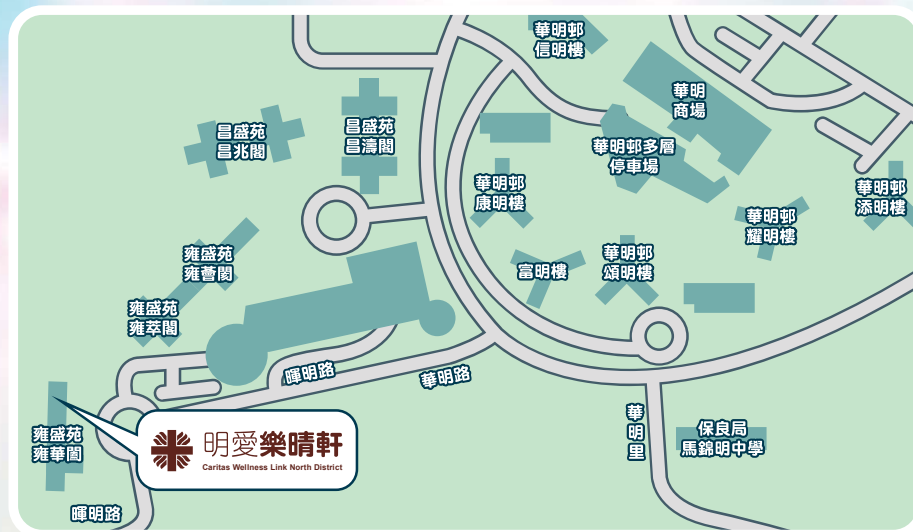 華明邨
信明樓
華明
商場
昌盛苑
昌兆閣
昌盛苑
昌濤閣
華明邨多層
停車場
華明邨
康明樓
華明邨
添明樓
華明邨
耀明樓
雍盛苑
雍薈閣
富明樓
華明邨
頌明樓
雍盛苑
雍萃閣
暉明路
華明路
華明里
保良局
馬錦明中學
雍盛苑
雍華閣
明愛樂晴軒
Caritas Wellness Link North District
暉明路